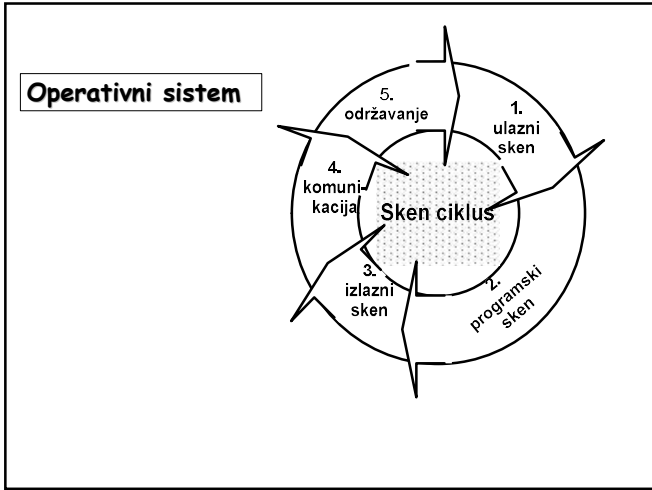 Operativni sistem
1.
ulazni
sken
2.
programski
sken
3.
izlazni
sken
4.
komuni-
kacija
5.
održavanje
Sken ciklus